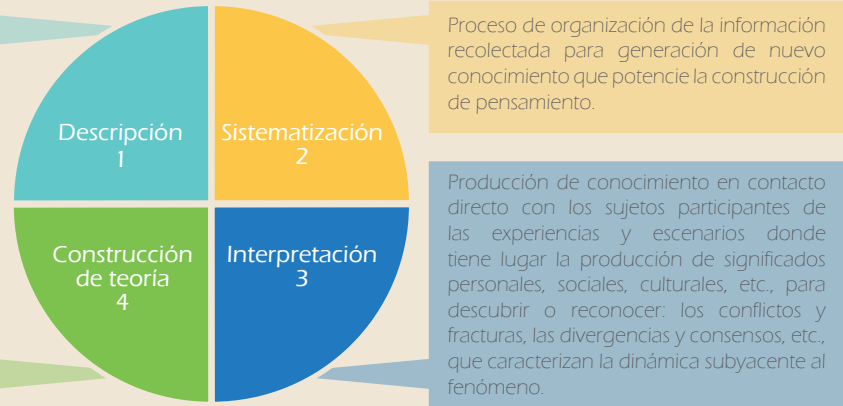 Descripción
1
Sistematización
2
Construcción
de teoría
4
Interpretación
3
Proceso de organización de la información
recolectada para generación de nuevo
conocimiento que potencie la construcción
de pensamiento.
Producción de conocimiento en contacto
directo con los sujetos participantes de
las experiencias y escenarios donde
tiene lugar la producción de significados
personales, sociales, culturales, etc., para
descubrir o reconocer: los conflictos y
fracturas, las divergencias y consensos, etc.,
que caracterizan la dinámica subyacente al
fenómeno.